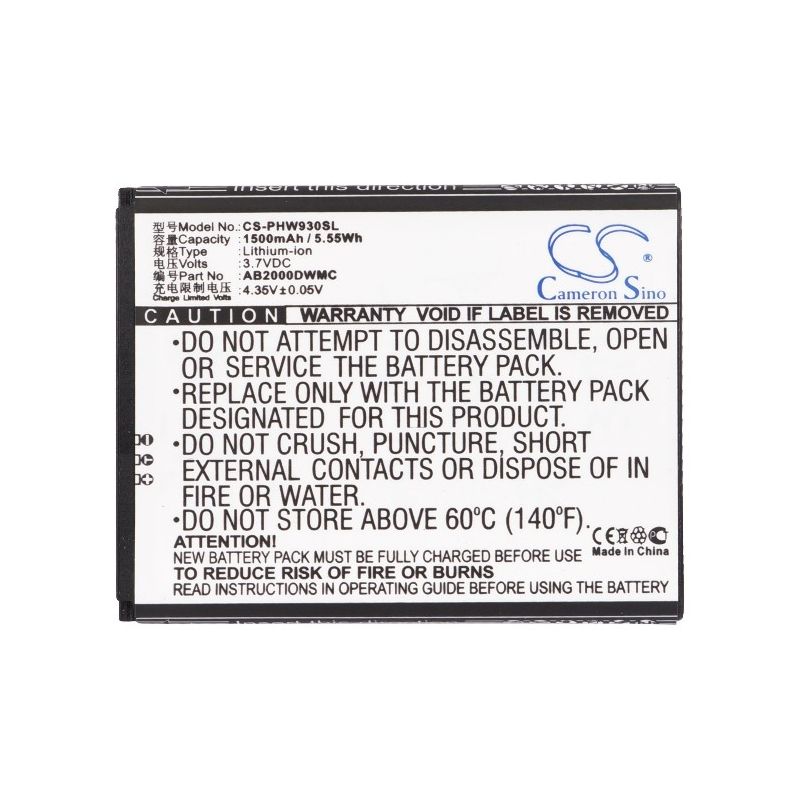 Insert this direction
型号Model No.: CS-PHW930SL
容量Capacity: 1500mAh / 5.55Wh
类型Type: Lithium-ion
电压Volts: 3.7VDC
编号Part No: AB2000DWMC
充电限制电压: 4.35V±0.05V
Charge Limited Voltage
CS
Cameron Sino
CAUTION WARRANTY VOID IF LABEL IS REMOVED
•DO NOT ATTEMPT TO DISASSEMBLE, OPEN
OR SERVICE THE BATTERY PACK.
•REPLACE ONLY WITH THE BATTERY PACK
DESIGNATED FOR THIS PRODUCT.
•DO NOT CRUSH, PUNCTURE, SHORT
EXTERNAL CONTACTS OR DISPOSE OF IN
FIRE OR WATER.
•DO NOT STORE ABOVE 60°C (140°F).
CE
Made In China
ATTENTION:
NEW BATTERY PACK MUST BE FULLY CHARGED BEFORE USE
TO REDUCE RISK OF FIRE OR BURNS
READ INSTRUCTIONS IN OPERATING GUIDE BEFORE USING BATTERY